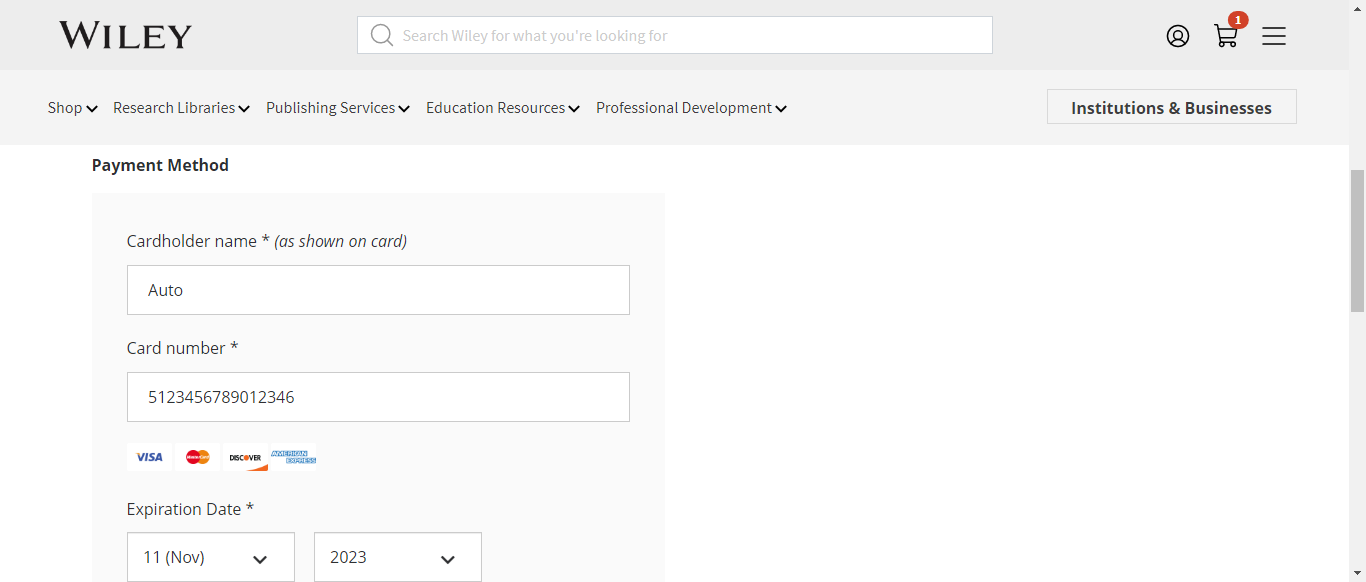 WILEY
Search Wiley for what you're looking for
1
Shop Research Libraries Publishing Services Education Resources Professional Development
Institutions & Businesses
Payment Method
Cardholder name * (as shown on card)
Auto
Card number *
5123456789012346
VISA MasterCard DISCOVER AMERICAN EXPRESS
Expiration Date *
11 (Nov) 2023